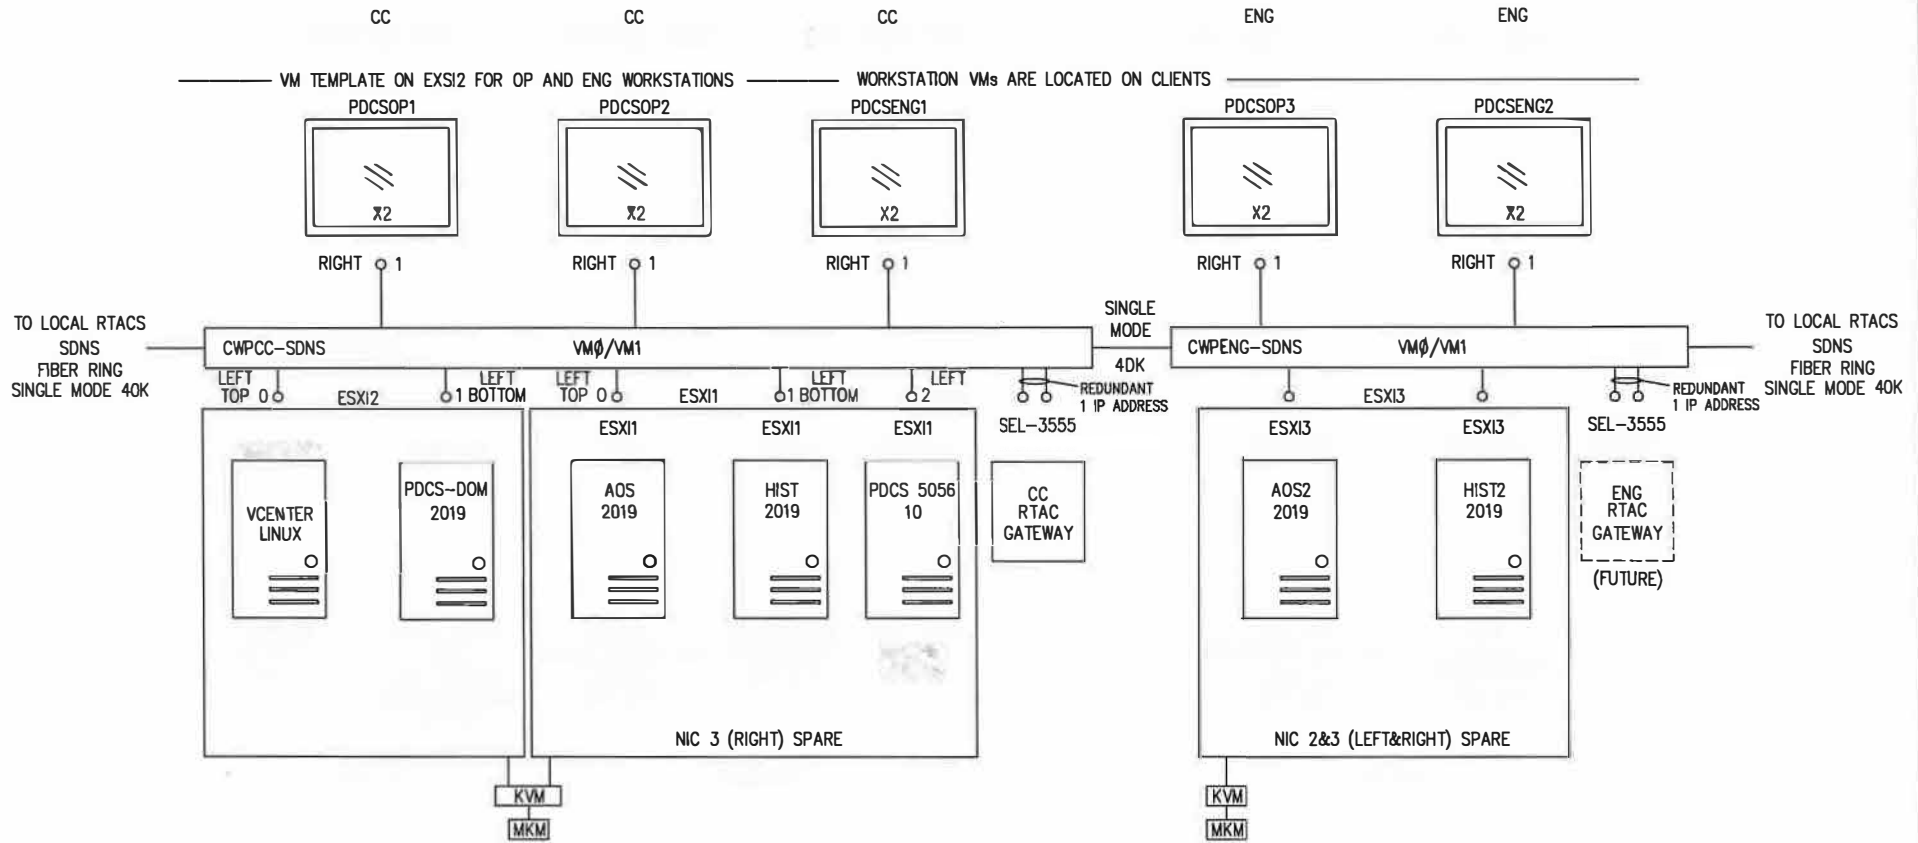 CC
CC
CC
ENG
ENG
VM TEMPLATE ON EXSI2 FOR OP AND ENG WORKSTATIONS
WORKSTATION VMs ARE LOCATED ON CLIENTS
PDCSOP1
PDCSOP2
PDCSENG1
PDCSOP3
PDCSENG2
X2
X2
X2
X2
X2
RIGHT 1
RIGHT 1
RIGHT 1
RIGHT 1
RIGHT 1
TO LOCAL RTACS
SDNS
FIBER RING
SINGLE MODE 40K
CWPCC-SDNS
VMØ/VM1
SINGLE
MODE
4DK
CWPENG-SDNS
VMØ/VM1
TO LOCAL RTACS
SDNS
FIBER RING
SINGLE MODE 40K
LEFT
TOP 0
ESXI2
LEFT
1 BOTTOM
LEFT
TOP 0
ESXI1
LEFT
1 BOTTOM
LEFT
2
REDUNDANT
1 IP ADDRESS
SEL-3555
ESXI3
REDUNDANT
1 IP ADDRESS
SEL-3555
ESXI1
ESXI1
ESXI1
ESXI3
ESXI3
VCENTER
LINUX
PDCS-DOM
2019
AOS
2019
HIST
2019
PDCS 5056
10
CC
RTAC
GATEWAY
AOS2
2019
HIST2
2019
ENG
RTAC
GATEWAY
(FUTURE)
NIC 3 (RIGHT) SPARE
NIC 2&3 (LEFT&RIGHT) SPARE
KVM
MKM
KVM
MKM